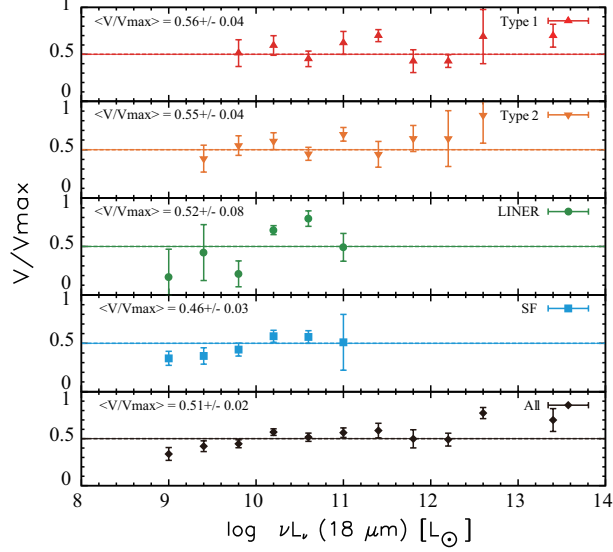 1
<V/Vmax> = 0.56+/- 0.04
Type 1
0.5
0
1
<V/Vmax> = 0.55+/- 0.04
Type 2
0.5
0
1
<V/Vmax> = 0.52+/- 0.08
LINER
0.5
0
1
<V/Vmax> = 0.46+/- 0.03
SF
0.5
0
1
<V/Vmax> = 0.51+/- 0.02
All
0.5
0
V/Vmax
8 9 10 11 12 13 14
log νLᵥ (18 μm) [L⊙]